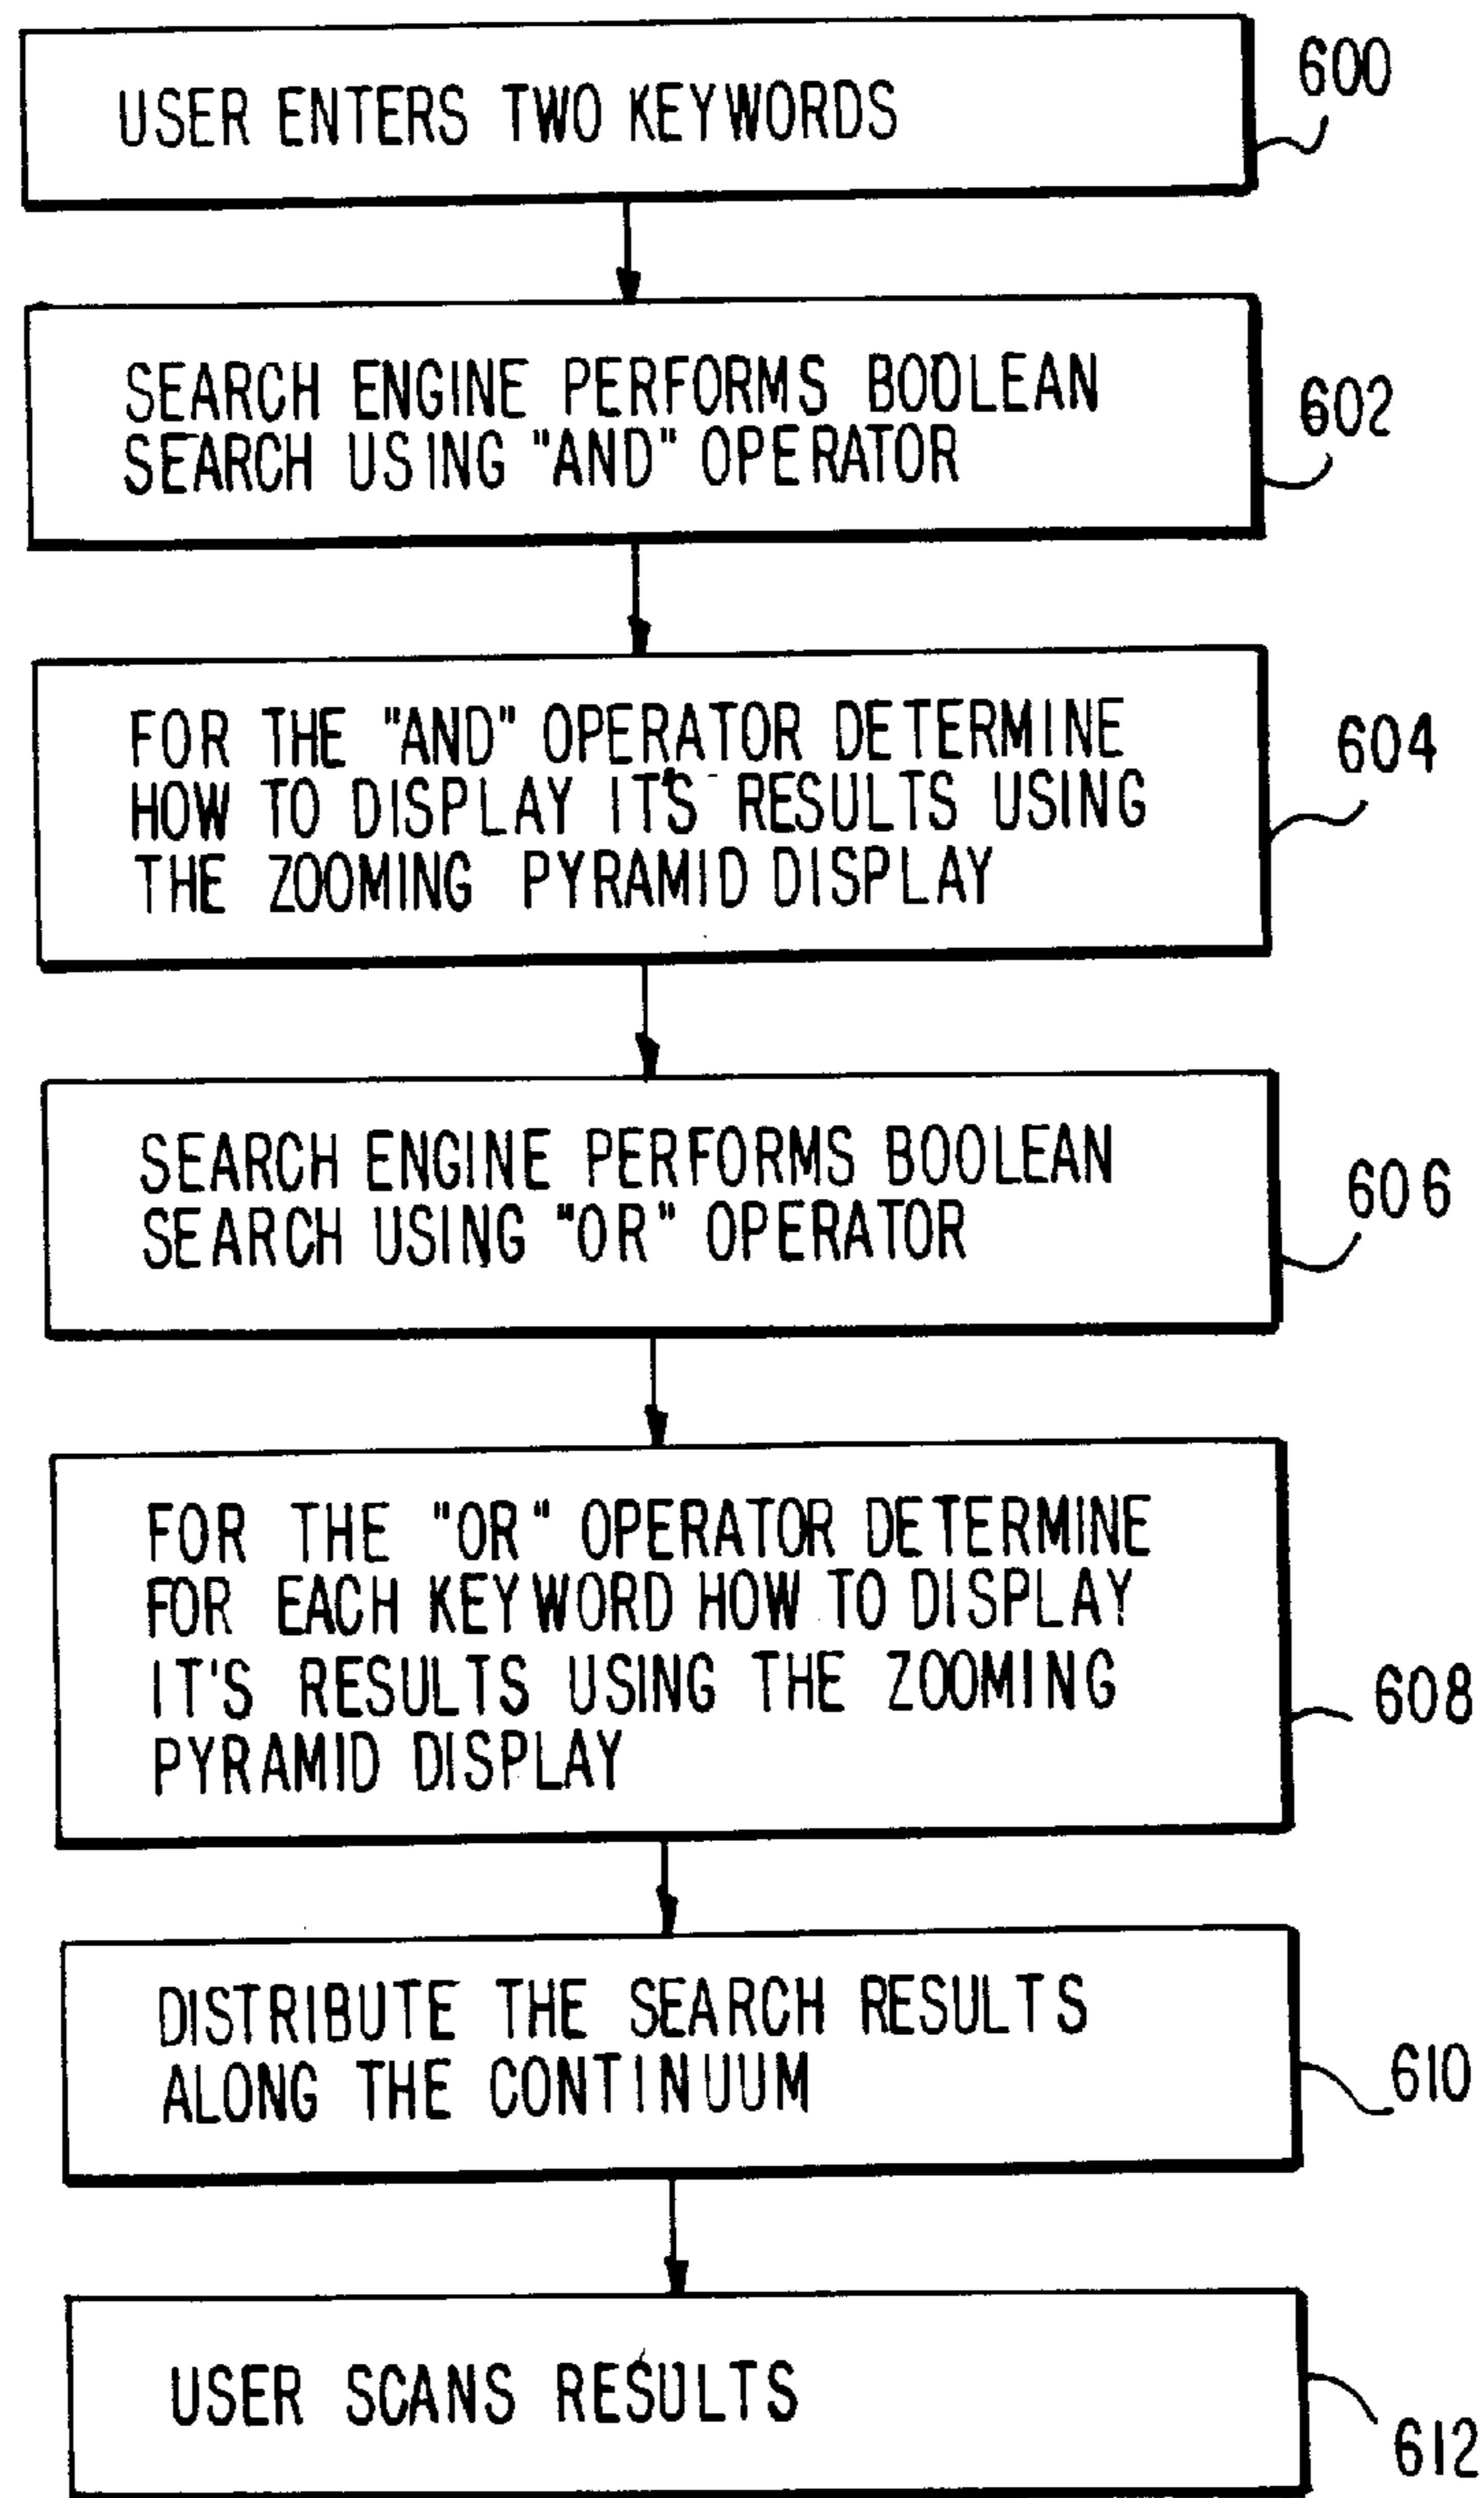 USER ENTERS TWO KEYWORDS
600
SEARCH ENGINE PERFORMS BOOLEAN
SEARCH USING "AND" OPERATOR
602
FOR THE "AND" OPERATOR DETERMINE
HOW TO DISPLAY IT'S RESULTS USING
THE ZOOMING PYRAMID DISPLAY
604
SEARCH ENGINE PERFORMS BOOLEAN
SEARCH USING "OR" OPERATOR
606
FOR THE "OR" OPERATOR DETERMINE
FOR EACH KEYWORD HOW TO DISPLAY
IT'S RESULTS USING THE ZOOMING
PYRAMID DISPLAY
608
DISTRIBUTE THE SEARCH RESULTS
ALONG THE CONTINUUM
610
USER SCANS RESULTS
612